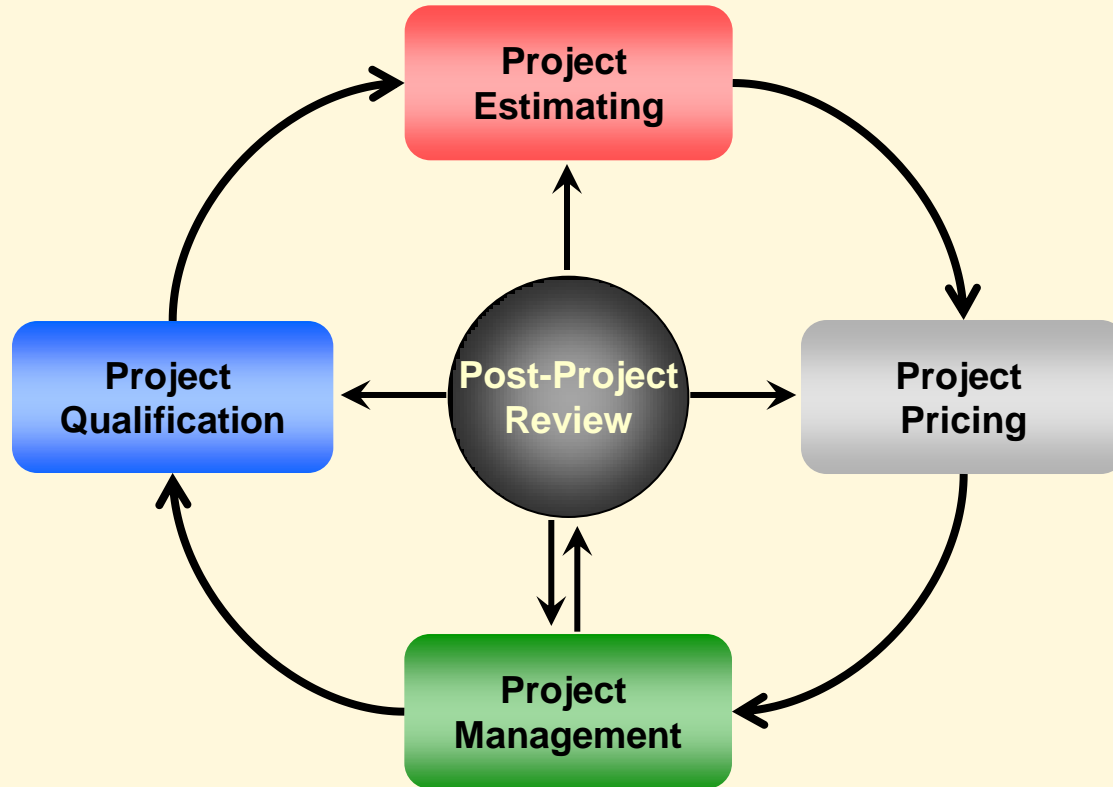 Project
Estimating
Project
Qualification
Post-Project
Review
Project
Pricing
Project
Management